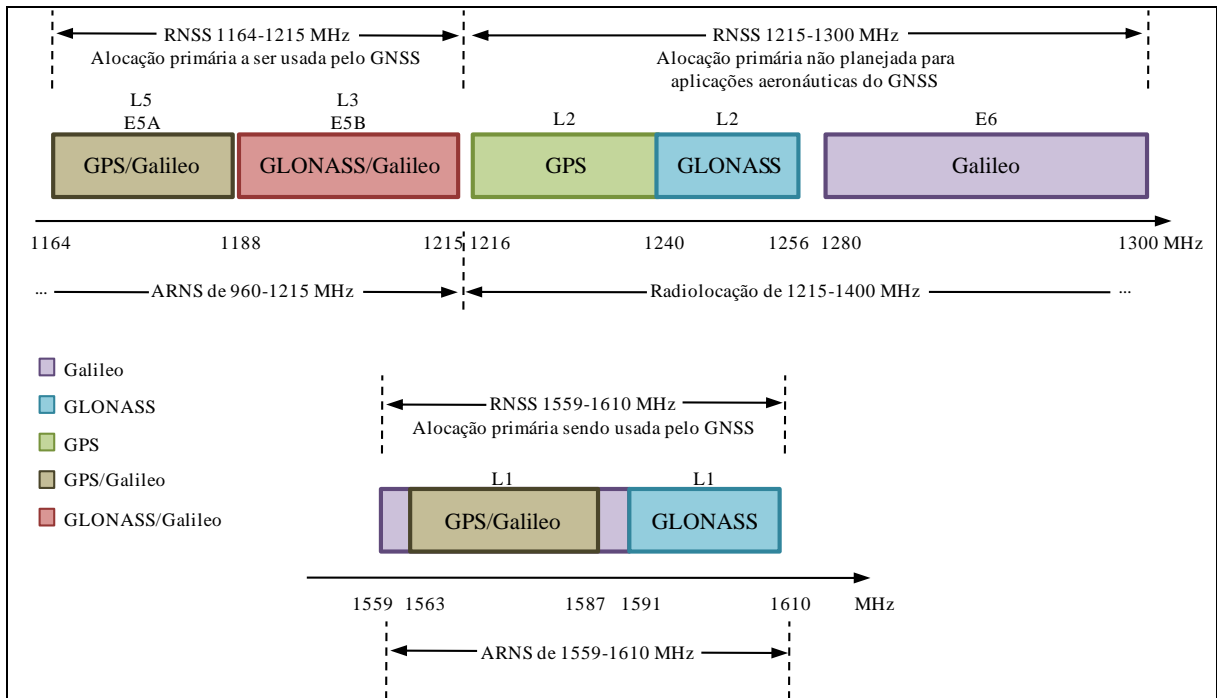 RNSS 1164-1215 MHz
Alocação primária a ser usada pelo GNSS
RNSS 1215-1300 MHz
Alocação primária não planejada para
aplicações aeronáuticas do GNSS
L5
E5A
L3
E5B
L2
L2
E6
GPS/Galileo
GLONASS/Galileo
GPS
GLONASS
Galileo
1164
1188
1215
1216
1240
1256
1280
1300 MHz
... ARNS de 960-1215 MHz
Radiolocação de 1215-1400 MHz ...
Galileo
GLONASS
GPS
GPS/Galileo
GLONASS/Galileo
RNSS 1559-1610 MHz
Alocação primária sendo usada pelo GNSS
L1
L1
GPS/Galileo
GLONASS
1559
1563
1587
1591
1610
MHz
ARNS de 1559-1610 MHz